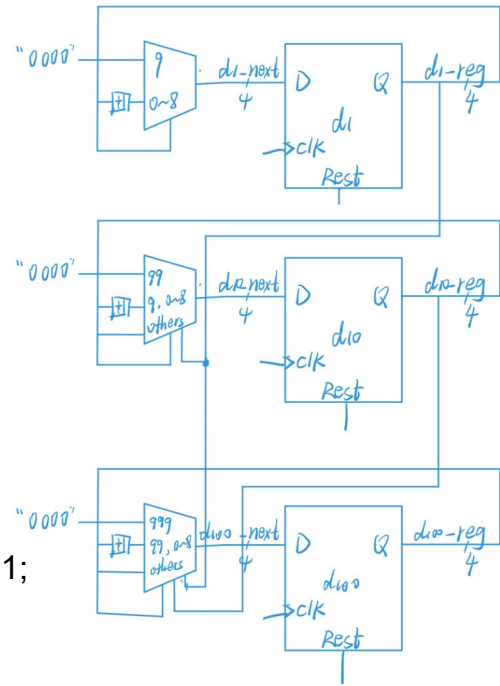 "0000"
9
+1
0~8
d1-next
4
D
Q
d1
clk
Rest
d1-reg
4
"0000"
99
+1
9,0~8
others
d12-next
4
D
Q
d10
clk
Rest
d12-reg
4
"0000"
999
+1
99,0~8
others
d100-next
4
D
Q
d100
clk
Rest
d100-reg
4
1;